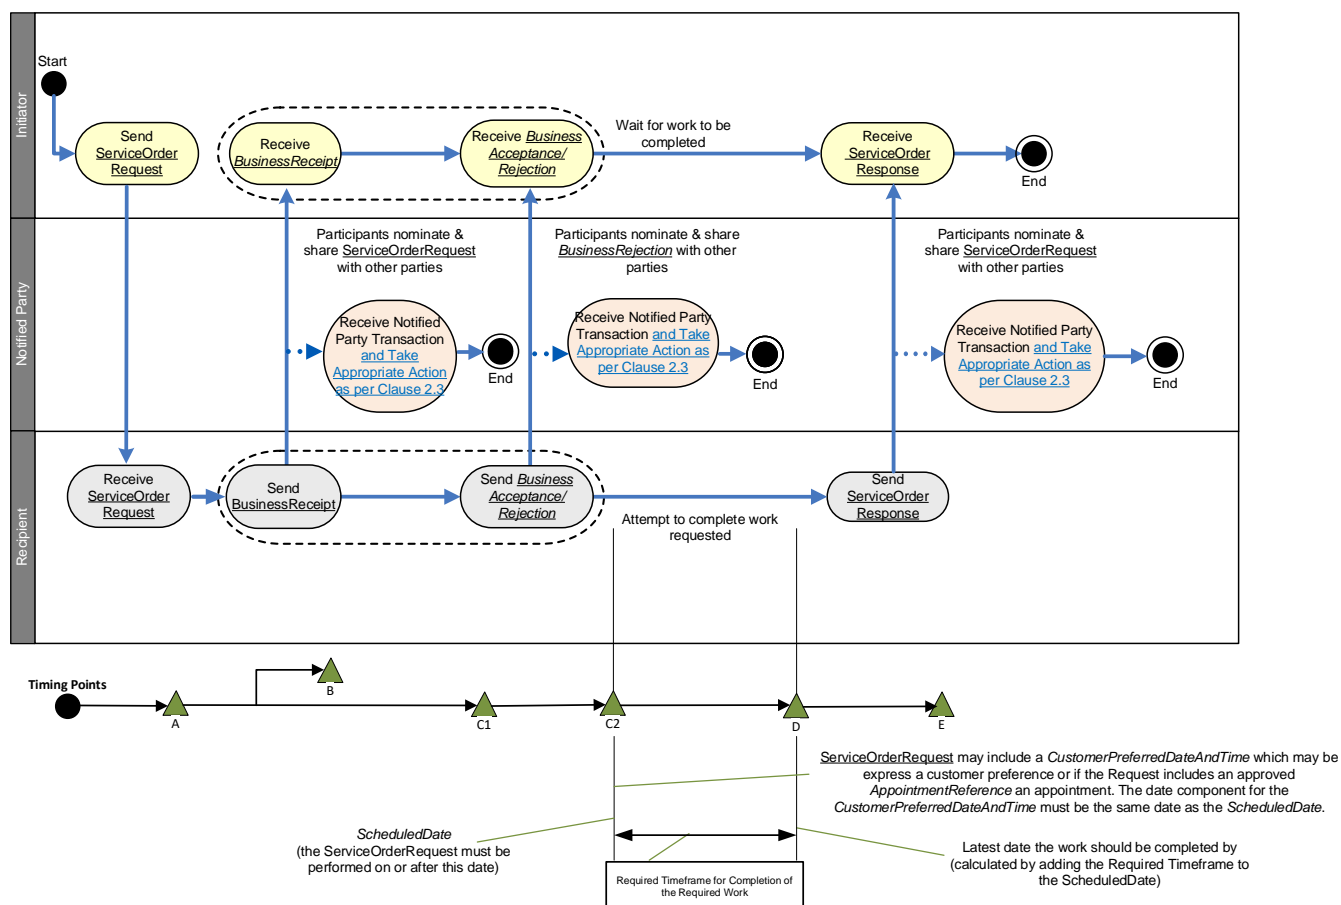 Initiator
Start
Send
ServiceOrder
Request
Receive
BusinessReceipt
Receive Business
Acceptance/
Rejection
Wait for work to be
completed
Receive
ServiceOrder
Response
End
Notified Party
Participants nominate &
share ServiceOrderRequest
with other parties
Participants nominate & share
BusinessRejection with other
parties
Participants nominate &
share ServiceOrderRequest
with other parties
Receive Notified
Party Transaction
and Take
Appropriate Action
as per Clause 2.3
End
Receive Notified Party
Transaction and Take
Appropriate Action as
per Clause 2.3
End
Receive Notified Party
Transaction and Take
Appropriate Action as
per Clause 2.3
End
Recipient
Receive
ServiceOrder
Request
Send
BusinessReceipt
Send Business
Acceptance/
Rejection
Attempt to complete work
requested
Send
ServiceOrder
Response
Timing Points
A
B
C1
C2
D
E
ServiceOrderRequest may include a CustomerPreferredDateAndTime which may be
express a customer preference or if the Request includes an approved
AppointmentReference an appointment. The date component for the
CustomerPreferredDateAndTime must be the same date as the ScheduledDate.
ScheduledDate
(the ServiceOrderRequest must be
performed on or after this date)
Latest date the work should be completed by
(calculated by adding the Required Timeframe to
the ScheduledDate)
Required Timeframe for Completion of
the Required Work